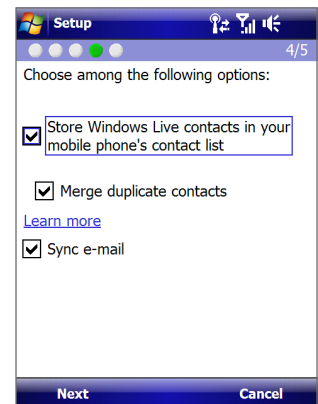 Setup
4/5
Choose among the following options:
Store Windows Live contacts in your
mobile phone's contact list
Merge duplicate contacts
Learn more
Sync e-mail
Next Cancel